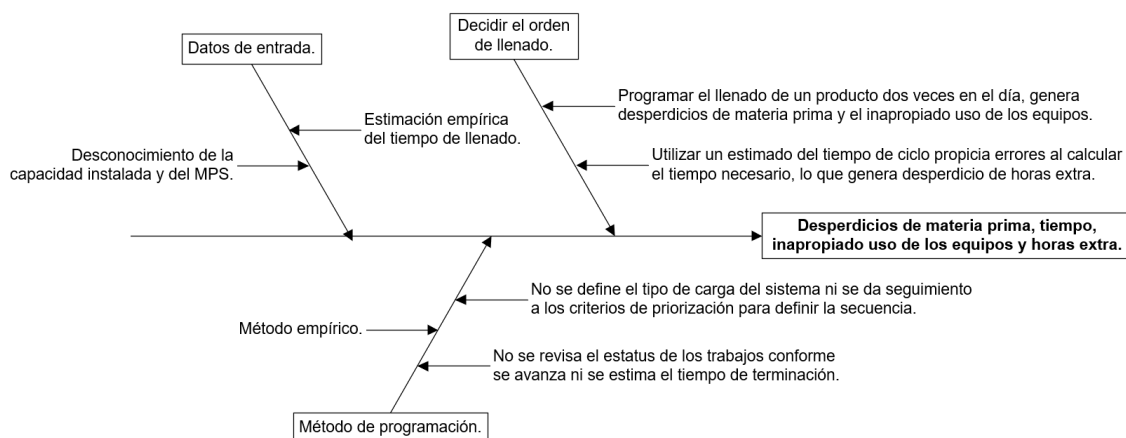 Datos de entrada.
Decidir el orden
de llenado.
Estimación empírica
del tiempo de llenado.
Desconocimiento de la
capacidad instalada y del MPS.
Programar el llenado de un producto dos veces en el día, genera
desperdicios de materia prima y el inapropiado uso de los equipos.
Utilizar un estimado del tiempo de ciclo propicia errores al calcular
el tiempo necesario, lo que genera desperdicio de horas extra.
Desperdicios de materia prima, tiempo,
inapropiado uso de los equipos y horas extra.
No se define el tipo de carga del sistema ni se da seguimiento
a los criterios de priorización para definir la secuencia.
Método empírico.
No se revisa el estatus de los trabajos conforme
se avanza ni se estima el tiempo de terminación.
Método de programación.